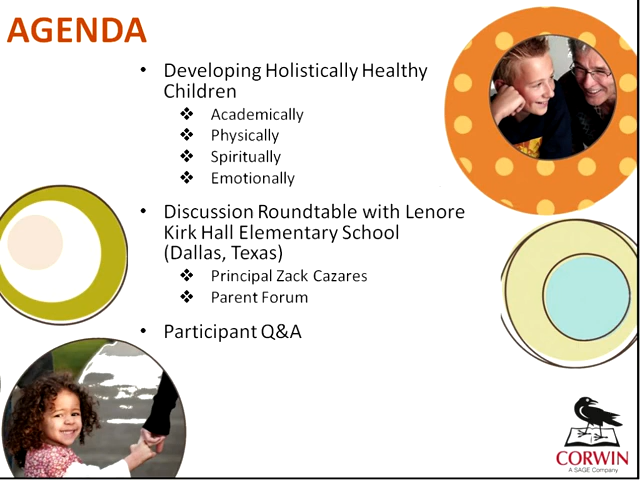 AGENDA
• Developing Holistically Healthy
Children
❖ Academically
❖ Physically
❖ Spiritually
❖ Emotionally
• Discussion Roundtable with Lenore
Kirk Hall Elementary School
(Dallas, Texas)
❖ Principal Zack Cazares
❖ Parent Forum
• Participant Q&A
CORWIN
A SAGE Company